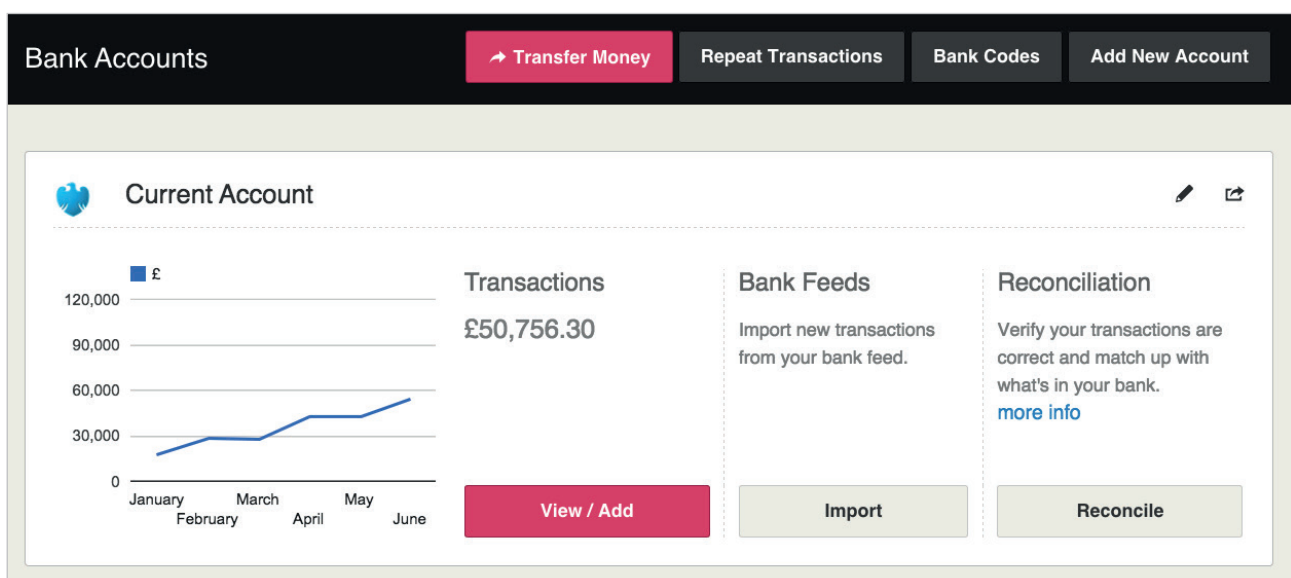 Bank Accounts
Transfer Money
Repeat Transactions
Bank Codes
Add New Account
Current Account
£
120,000
90,000
60,000
30,000
0
January
February
March
April
May
June
Transactions
£50,756.30
View / Add
Bank Feeds
Import new transactions
from your bank feed.
Import
Reconciliation
Verify your transactions are
correct and match up with
what's in your bank.
more info
Reconcile